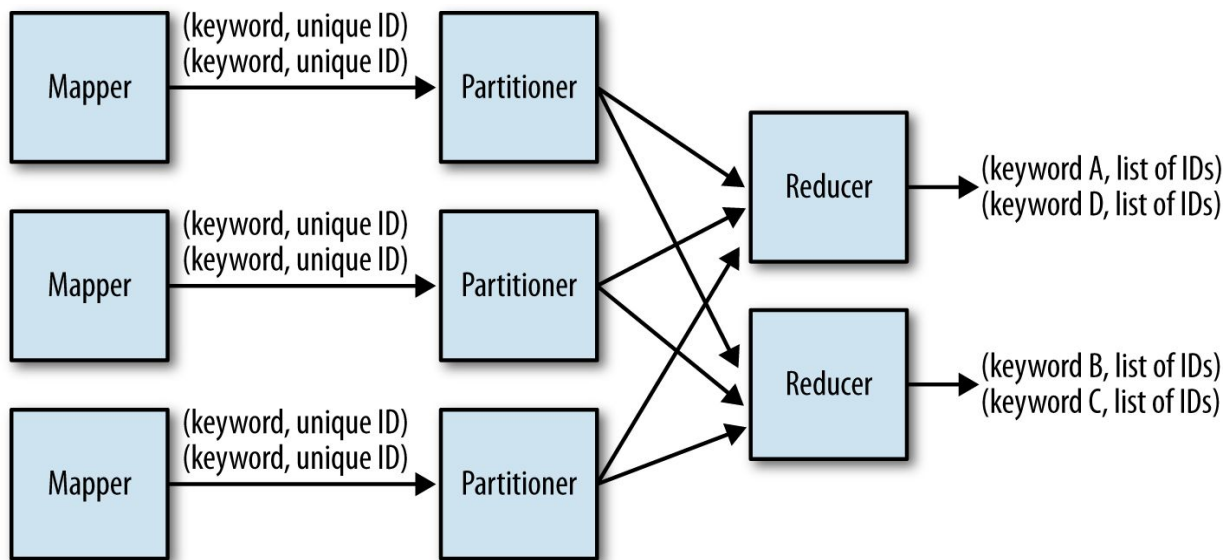 (keyword, unique ID)
(keyword, unique ID)
Mapper
Partitioner
(keyword, unique ID)
(keyword, unique ID)
Mapper
Partitioner
(keyword, unique ID)
(keyword, unique ID)
Mapper
Partitioner
Reducer
(keyword A, list of IDs)
(keyword D, list of IDs)
Reducer
(keyword B, list of IDs)
(keyword C, list of IDs)